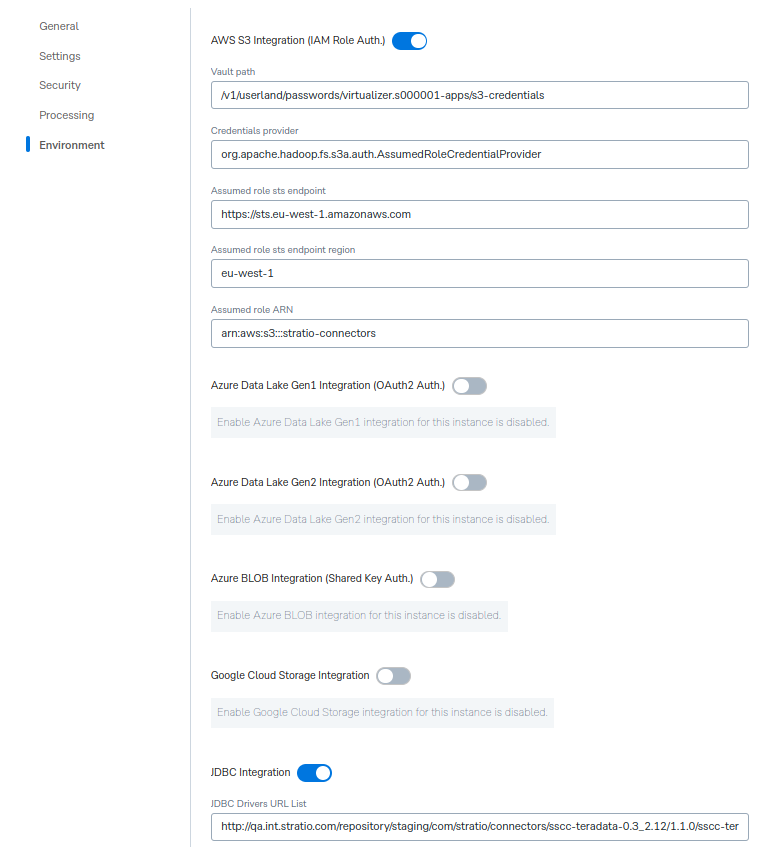 General
Settings
Security
Processing
Environment
AWS S3 Integration (IAM Role Auth.)
Vault path
/v1/userland/passwords/virtualizer.s000001-apps/s3-credentials
Credentials provider
org.apache.hadoop.fs.s3a.auth.AssumedRoleCredentialProvider
Assumed role sts endpoint
https://sts.eu-west-1.amazonaws.com
Assumed role sts endpoint region
eu-west-1
Assumed role ARN
arn:aws:s3:::stratio-connectors
Azure Data Lake Gen1 Integration (OAuth2 Auth.)
Enable Azure Data Lake Gen1 integration for this instance is disabled.
Azure Data Lake Gen2 Integration (OAuth2 Auth.)
Enable Azure Data Lake Gen2 integration for this instance is disabled.
Azure BLOB Integration (Shared Key Auth.)
Enable Azure BLOB integration for this instance is disabled.
Google Cloud Storage Integration
Enable Google Cloud Storage integration for this instance is disabled.
JDBC Integration
JDBC Drivers URL List
http://qa.int.stratio.com/repository/staging/com/stratio/connectors/sscc-teradata-0.3_2.12/1.1.0/sscc-ter